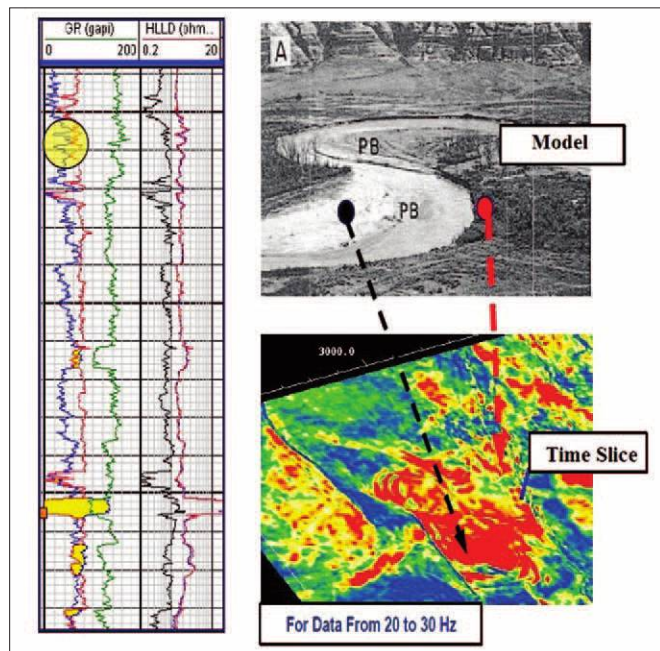 GR (gapi)
0 200
HLLD (ohm...
0.2 20
A
PB
PB
Model
3000.0
Time Slice
For Data From 20 to 30 Hz